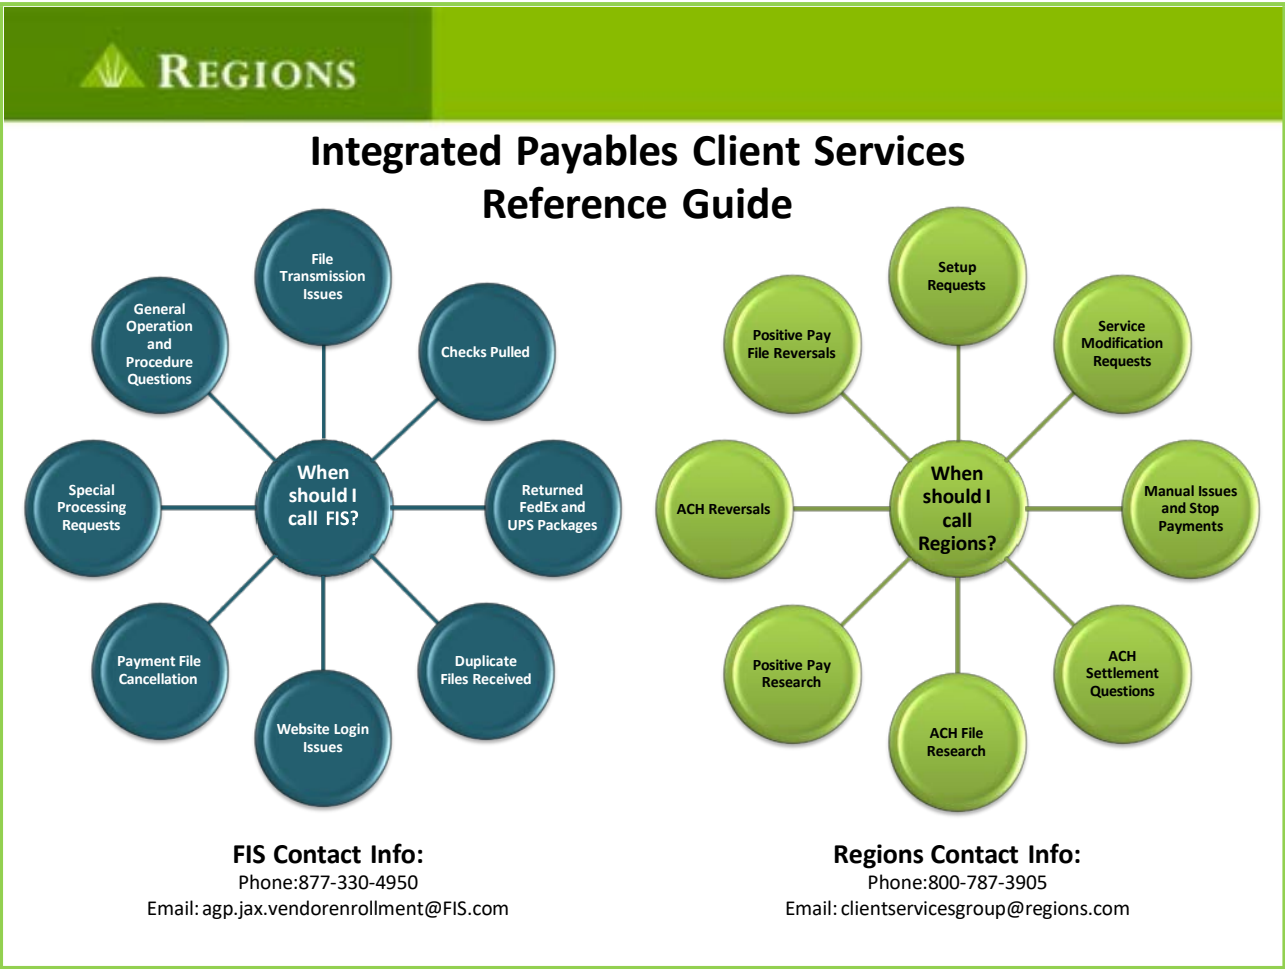 REGIONS
Integrated Payables Client Services
Reference Guide
File
Transmission
Issues
Checks Pulled
Returned
FedEx and
UPS Packages
Duplicate
Files Received
Website Login
Issues
Payment File
Cancellation
Special
Processing
Requests
General
Operation
and
Procedure
Questions
When
should I
call FIS?
Setup
Requests
Service
Modification
Requests
Manual Issues
and Stop
Payments
ACH
Settlement
Questions
ACH File
Research
Positive Pay
Research
ACH Reversals
Positive Pay
File Reversals
When
should I
call
Regions?
FIS Contact Info:
Phone:877-330-4950
Email: agp.jax.vendorenrollment@FIS.com
Regions Contact Info:
Phone:800-787-3905
Email: clientservicesgroup@regions.com